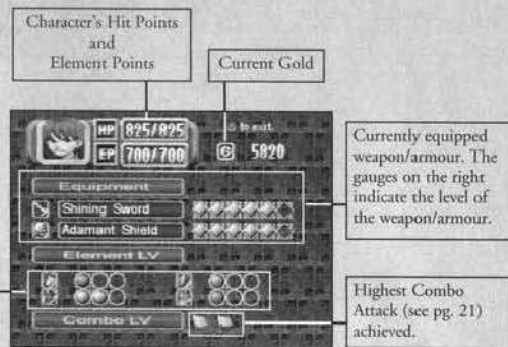 Character's Hit Points
and
Element Points
Current Gold
HP 825/825
△ to exit
EP 700/700
G 5820
Equipment
Shining Sword
Adamant Shield
Element LV
Combo LV
Currently equipped
weapon/armour. The
gauges on the right
indicate the level of
the weapon/armour.
Highest Combo
Attack (see pg. 21)
achieved.